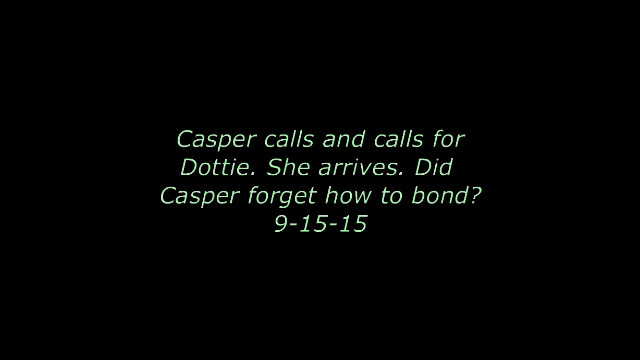 Casper calls and calls for
Dottie. She arrives. Did
Casper forget how to bond?
9-15-15